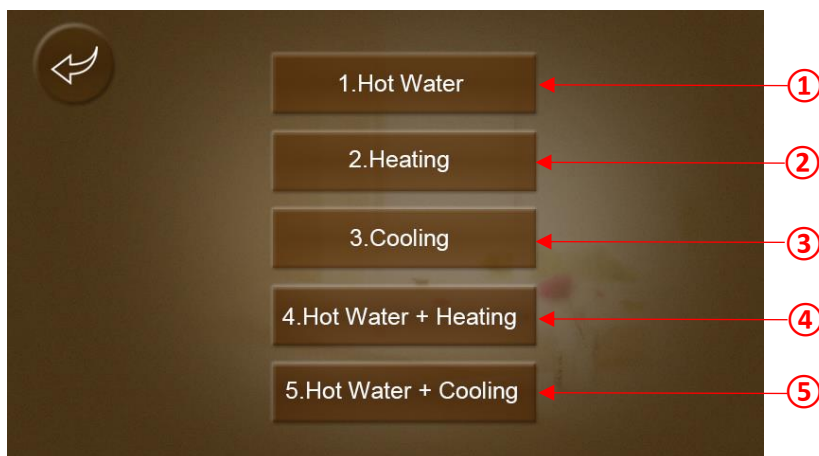 1.Hot Water
①
2.Heating
②
3.Cooling
③
4.Hot Water + Heating
④
5.Hot Water + Cooling
⑤